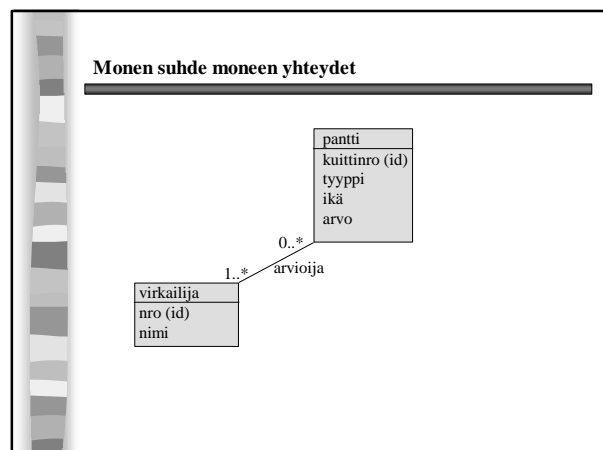 Monen suhde moneen yhteydet
pantti
kuittinro (id)
tyyppi
ikä
arvo
0..*
1..*
arvioija
virkailija
nro (id)
nimi